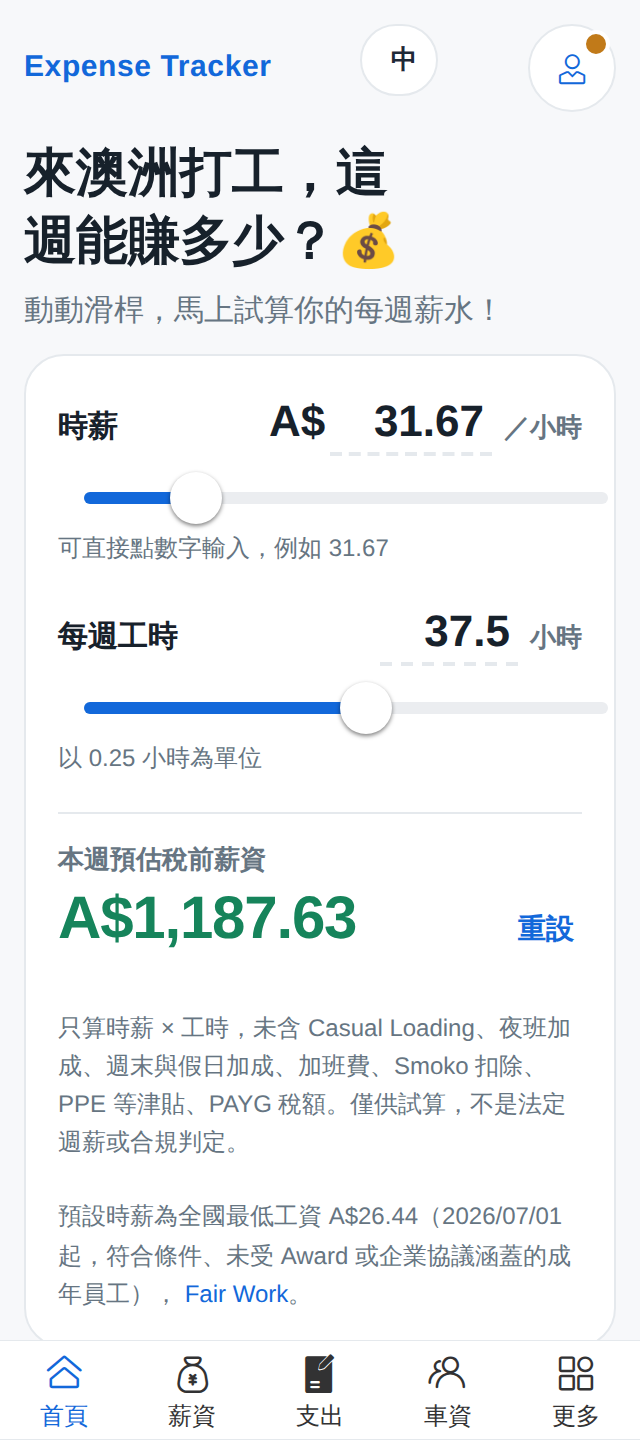 Expense Tracker
中
來澳洲打工，這
週能賺多少？💰
動動滑桿，馬上試算你的每週薪水！
時薪 A$ 31.67 ／小時
可直接點數字輸入，例如 31.67
每週工時 37.5 小時
以 0.25 小時為單位
本週預估稅前薪資
A$1,187.63
重設
只算時薪 × 工時，未含 Casual Loading、夜班加
成、週末與假日加成、加班費、Smoko 扣除、
PPE 等津貼、PAYG 稅額。僅供試算，不是法定
週薪或合規判定。
預設時薪為全國最低工資 A$26.44（2026/07/01
起，符合條件、未受 Award 或企業協議涵蓋的成
年員工）， Fair Work。
首頁 薪資 支出 車資 更多